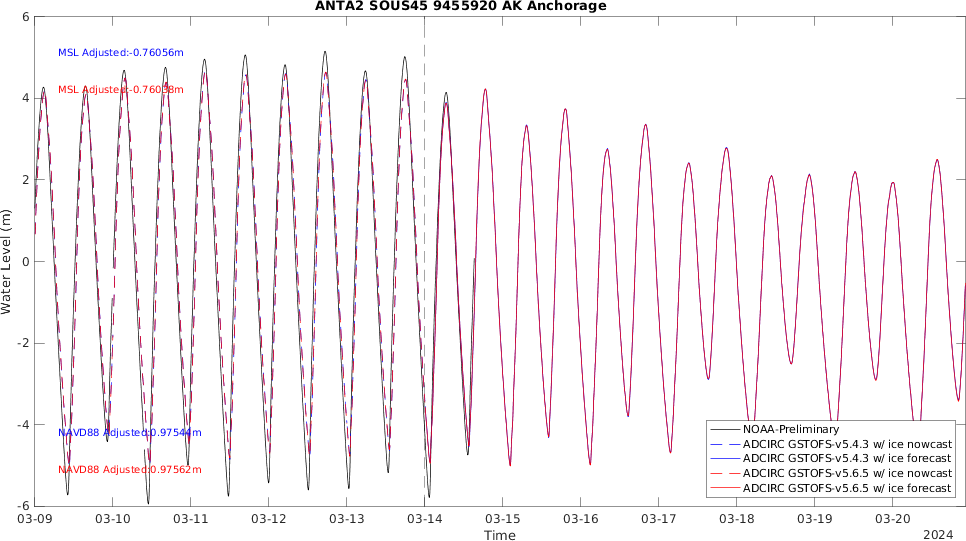 ANTA2 SOUS45 9455920 AK Anchorage
6
MSL Adjusted:-0.76056m
MSL Adjusted:-0.76038m
4
2
0
-2
-4
-6
Water Level (m)
NAVD88 Adjusted:0.97544m
NAVD88 Adjusted:0.97562m
NOAA-Preliminary
ADCIRC GSTOFS-v5.4.3 w/ ice nowcast
ADCIRC GSTOFS-v5.4.3 w/ ice forecast
ADCIRC GSTOFS-v5.6.5 w/ ice nowcast
ADCIRC GSTOFS-v5.6.5 w/ ice forecast
03-09 03-10 03-11 03-12 03-13 03-14 03-15 03-16 03-17 03-18 03-19 03-20
Time
2024